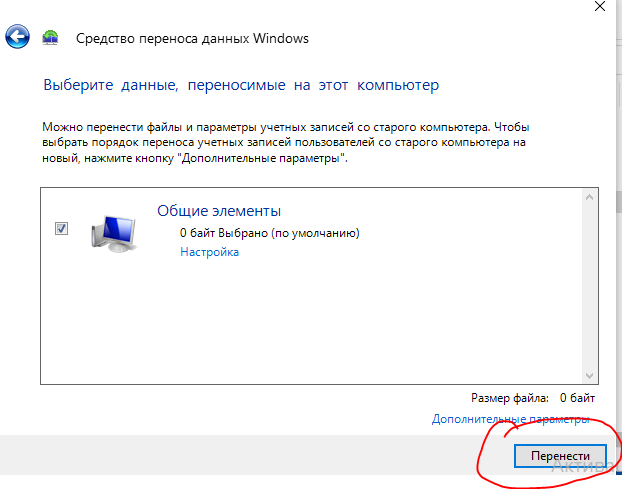 Средство переноса данных Windows
Выберите данные, переносимые на этот компьютер
Можно перенести файлы и параметры учетных записей со старого компьютера. Чтобы
выбрать порядок переноса учетных записей пользователей со старого компьютера на
новый, нажмите кнопку "Дополнительные параметры".
Общие элементы
0 байт Выбрано (по умолчанию)
Настройка
Размер файла: 0 байт
Дополнительные параметры
Перенести